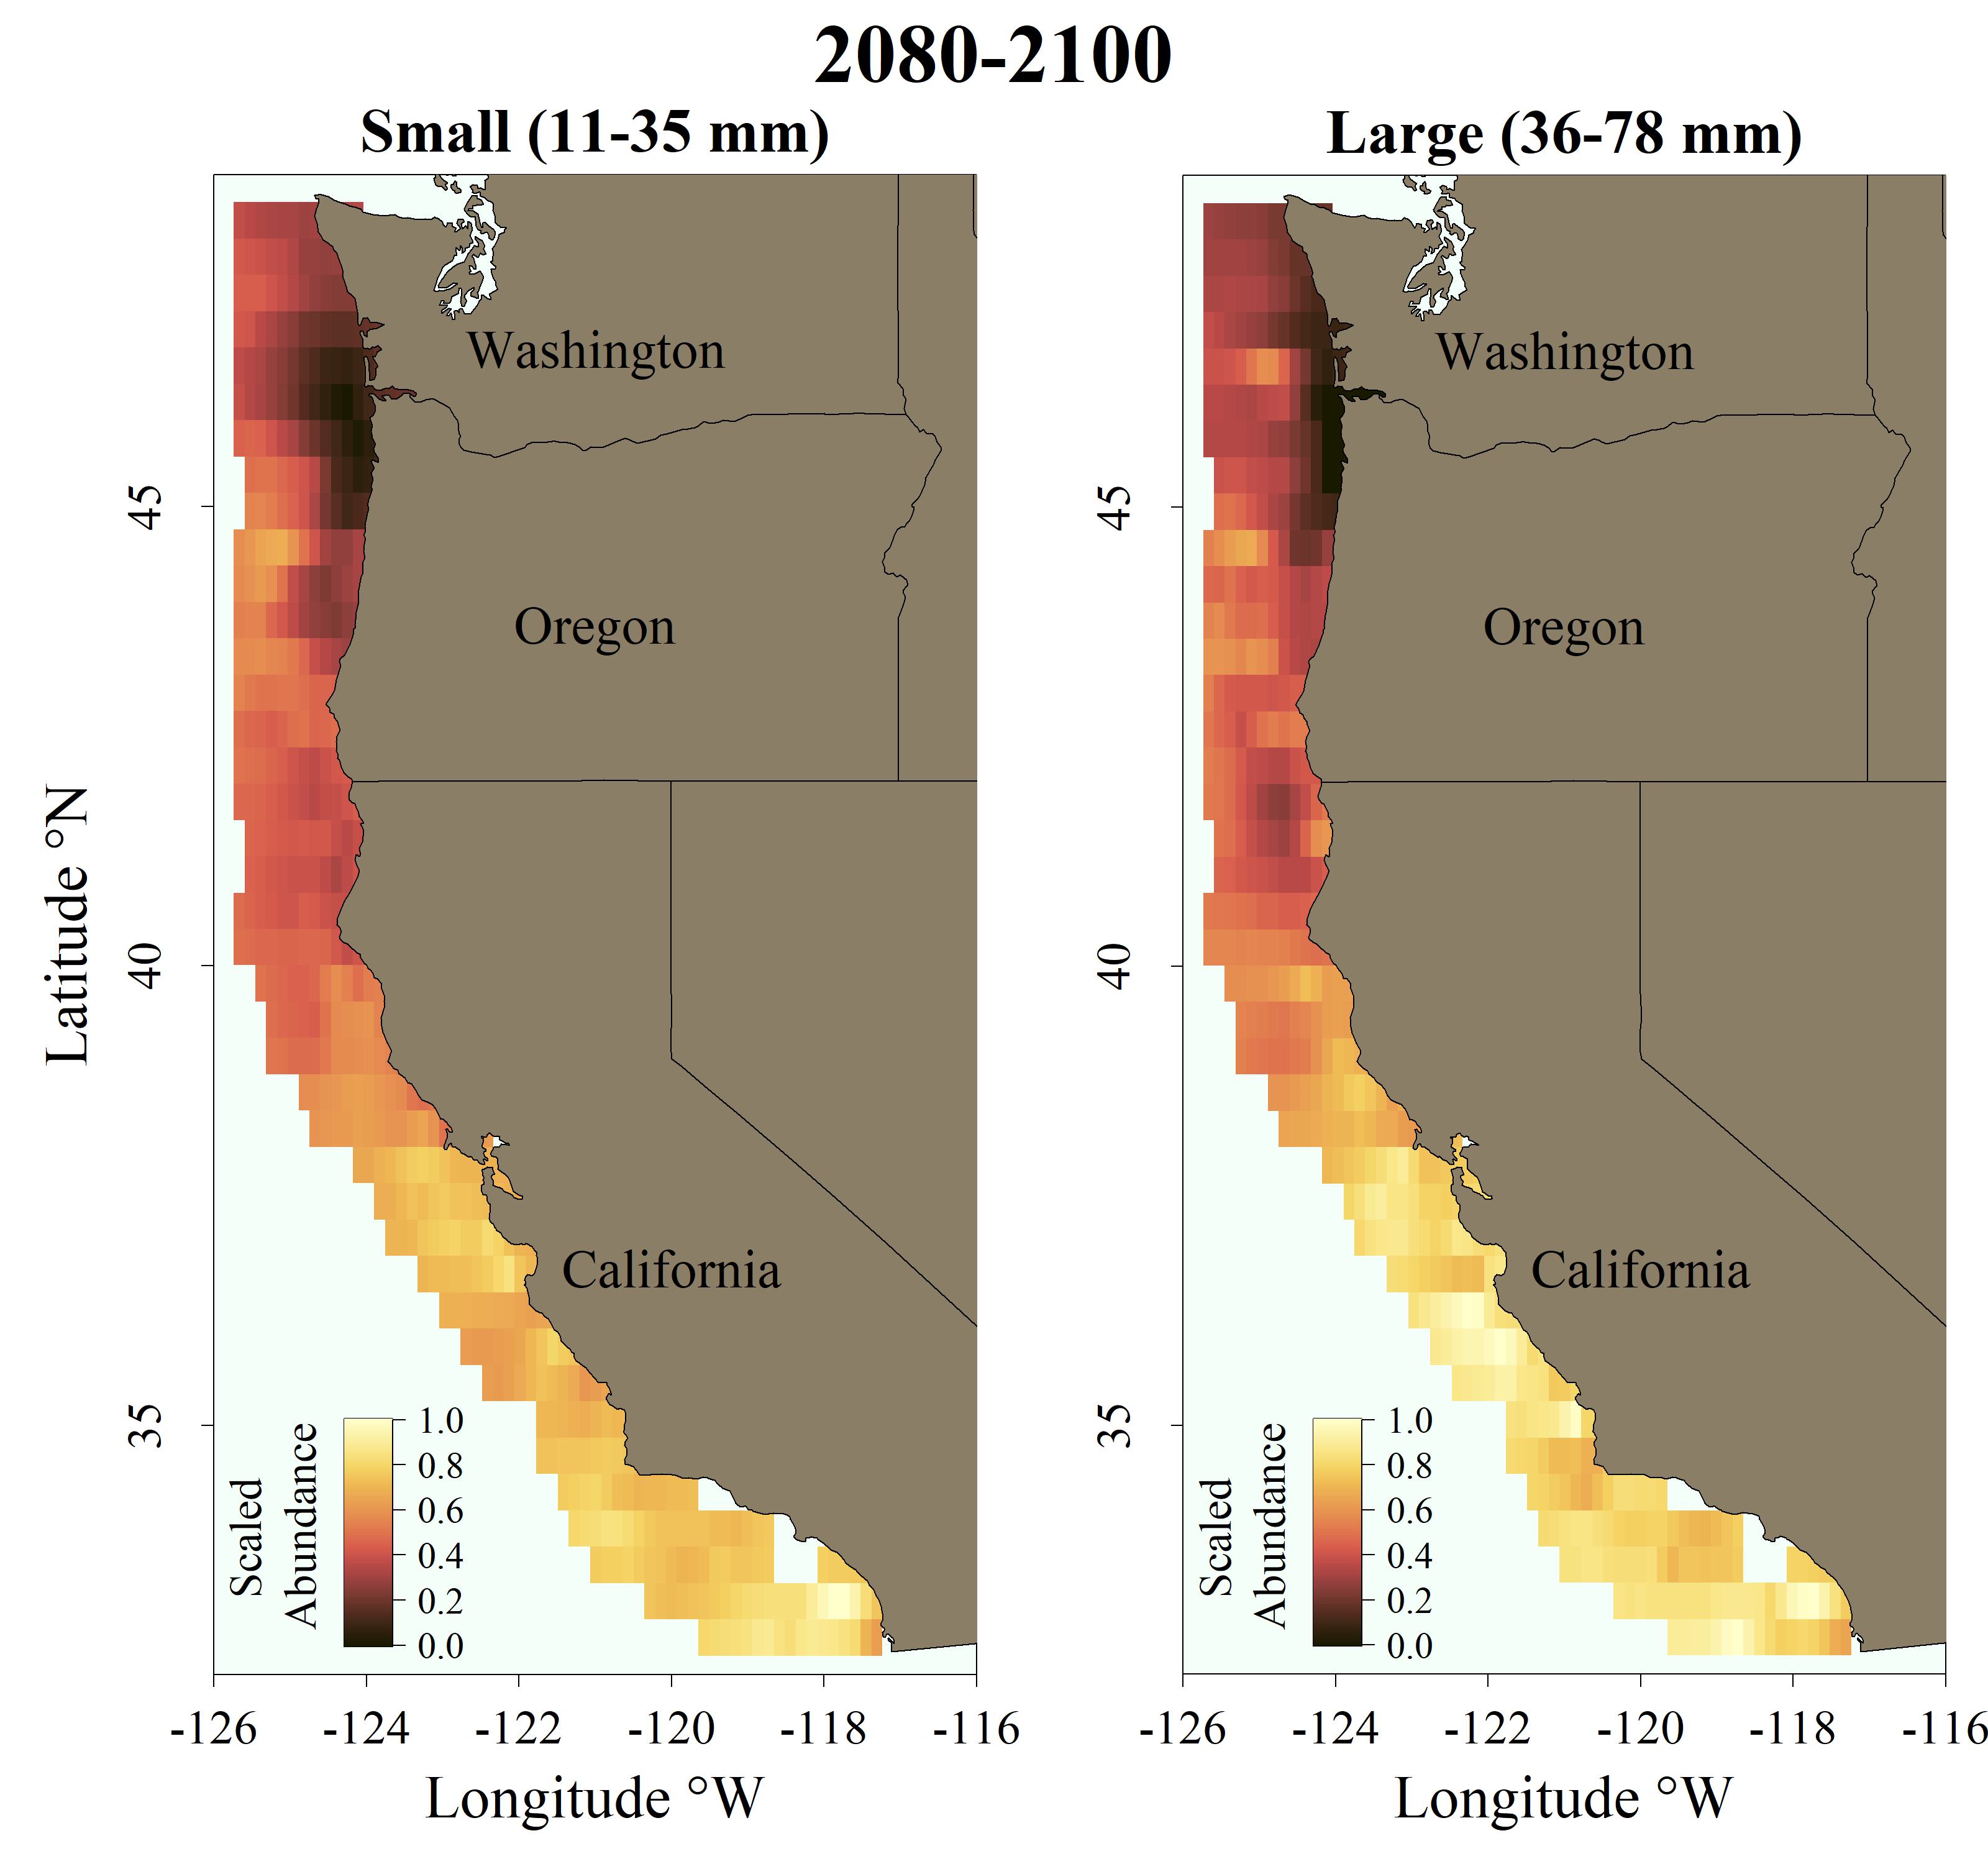 2080-2100
Small (11-35 mm)
Large (36-78 mm)
Washington
Oregon
California
Latitude °N
45
40
35
Scaled
Abundance
1.0
0.8
0.6
0.4
0.2
0.0
-126
-124
-122
-120
-118
-116
Longitude °W
Washington
Oregon
California
45
40
35
Scaled
Abundance
1.0
0.8
0.6
0.4
0.2
0.0
-126
-124
-122
-120
-118
-116
Longitude °W